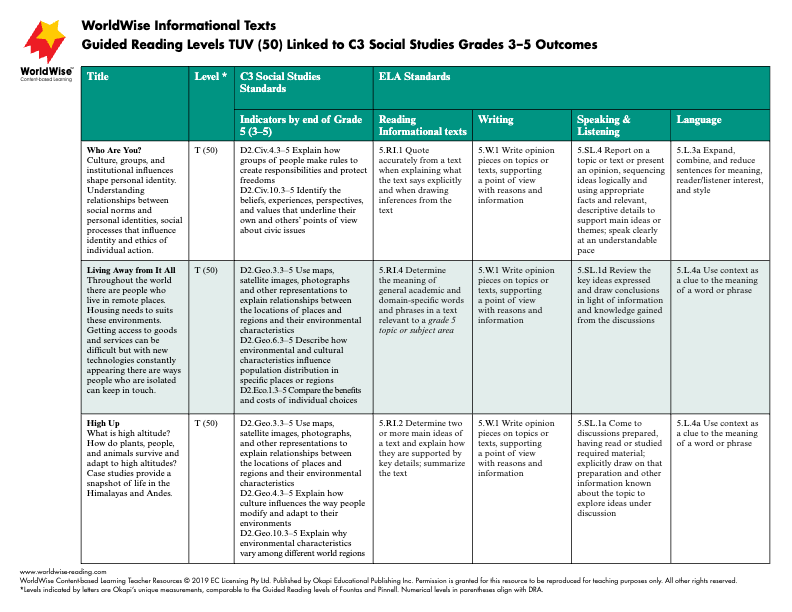 WorldWise Informational Texts
Guided Reading Levels TUV (50) Linked to C3 Social Studies Grades 3–5 Outcomes
WorldWise™
Content-based Learning
Title
Level *
C3 Social Studies
Standards
ELA Standards
Indicators by end of Grade
5 (3–5)
Reading
Informational texts
Writing
Speaking &
Listening
Language
Who Are You?
Culture, groups, and
institutional influences
shape personal identity.
Understanding
relationships between
social norms and
personal identities, social
processes that influence
identity and ethics of
individual action.
T (50)
D2.Civ.4.3–5 Explain how
groups of people make rules to
create responsibilities and protect
freedoms
D2.Civ.10.3–5 Identify the
beliefs, experiences, perspectives,
and values that underline their
own and others' points of view
about civic issues
5.RI.1 Quote
accurately from a text
when explaining what
the text says explicitly
and when drawing
inferences from the
text
5.W.1 Write opinion
pieces on topics or
texts, supporting
a point of view
with reasons and
information
5.SL.4 Report on a
topic or text or present
an opinion, sequencing
ideas logically and
using appropriate
facts and relevant,
descriptive details to
support main ideas or
themes; speak clearly
at an understandable
pace
5.L.3a Expand,
combine, and reduce
sentences for meaning,
reader/listener interest,
and style
Living Away from It All
Throughout the world
there are people who
live in remote places.
Housing needs to suits
these environments.
Getting access to goods
and services can be
difficult but with new
technologies constantly
appearing there are ways
people who are isolated
can keep in touch.
T (50)
D2.Geo.3.3–5 Use maps,
satellite images, photographs
and other representations to
explain relationships between
the locations of places and
regions and their environmental
characteristics
D2.Geo.6.3–5 Describe how
environmental and cultural
characteristics influence
population distribution in
specific places or regions
D2.Eco.1.3–5 Compare the benefits
and costs of individual choices
5.RI.4 Determine
the meaning of
general academic and
domain-specific words
and phrases in a text
relevant to a grade 5
topic or subject area
5.W.1 Write opinion
pieces on topics or
texts, supporting
a point of view
with reasons and
information
5.SL.1d Review the
key ideas expressed
and draw conclusions
in light of information
and knowledge gained
from the discussions
5.L.4a Use context as
a clue to the meaning
of a word or phrase
High Up
What is high altitude?
How do plants, people,
and animals survive and
adapt to high altitudes?
Case studies provide a
snapshot of life in the
Himalayas and Andes.
T (50)
D2.Geo.3.3–5 Use maps,
satellite images, photographs,
and other representations to
explain relationships between
the locations of places and
regions and their environmental
characteristics
D2.Geo.4.3–5 Explain how
culture influences the way people
modify and adapt to their
environments
D2.Geo.10.3–5 Explain why
environmental characteristics
vary among different world regions
5.RI.2 Determine two
or more main ideas of
a text and explain how
they are supported by
key details; summarize
the text
5.W.1 Write opinion
pieces on topics or
texts, supporting
a point of view
with reasons and
information
5.SL.1a Come to
discussions prepared,
having read or studied
required material;
explicitly draw on that
preparation and other
information known
about the topic to
explore ideas under
discussion
5.L.4a Use context as
a clue to the meaning
of a word or phrase
www.worldwise-reading.com
WorldWise Content-based Learning Teacher Resources © 2019 EC Licensing Pty Ltd. Published by Okapi Educational Publishing Inc. Permission is granted for this resource to be reproduced for teaching purposes only. All other rights reserved.
*Levels indicated by letters are Okapi's unique measurements, comparable to the Guided Reading levels of Fountas and Pinnell. Numerical levels in parentheses align with DRA.